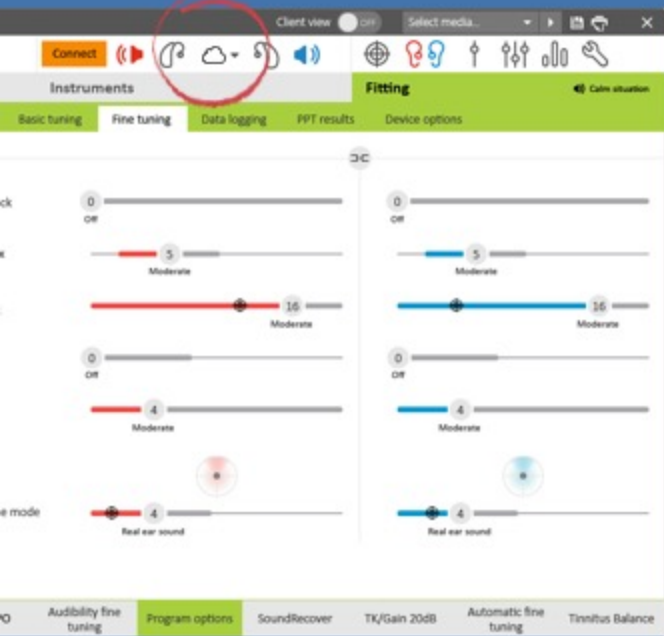 Client view OFF Select media...
Connect
Instruments Fitting Calm situation
Basic tuning Fine tuning Data logging PPT results Device options
ck 0 0
Off Off
5 5
Moderate Moderate
16 16
Moderate Moderate
0 0
Off Off
4 4
Moderate Moderate
e mode 4 4
Real ear sound Real ear sound
PO Audibility fine tuning Program options SoundRecover TK/Gain 20dB Automatic fine tuning Tinnitus Balance